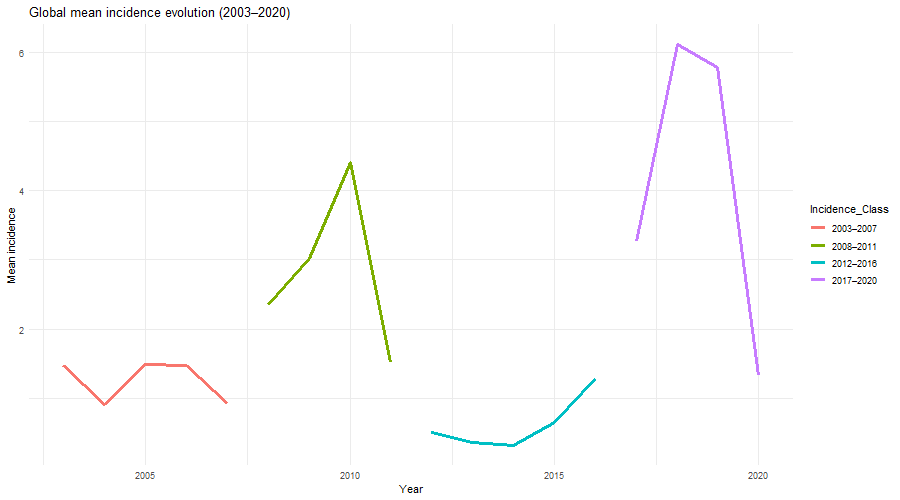 Global mean incidence evolution (2003–2020)
6
4
2
Mean incidence
2005
2010
2015
2020
Year
Incidence_Class
2003–2007
2008–2011
2012–2016
2017–2020